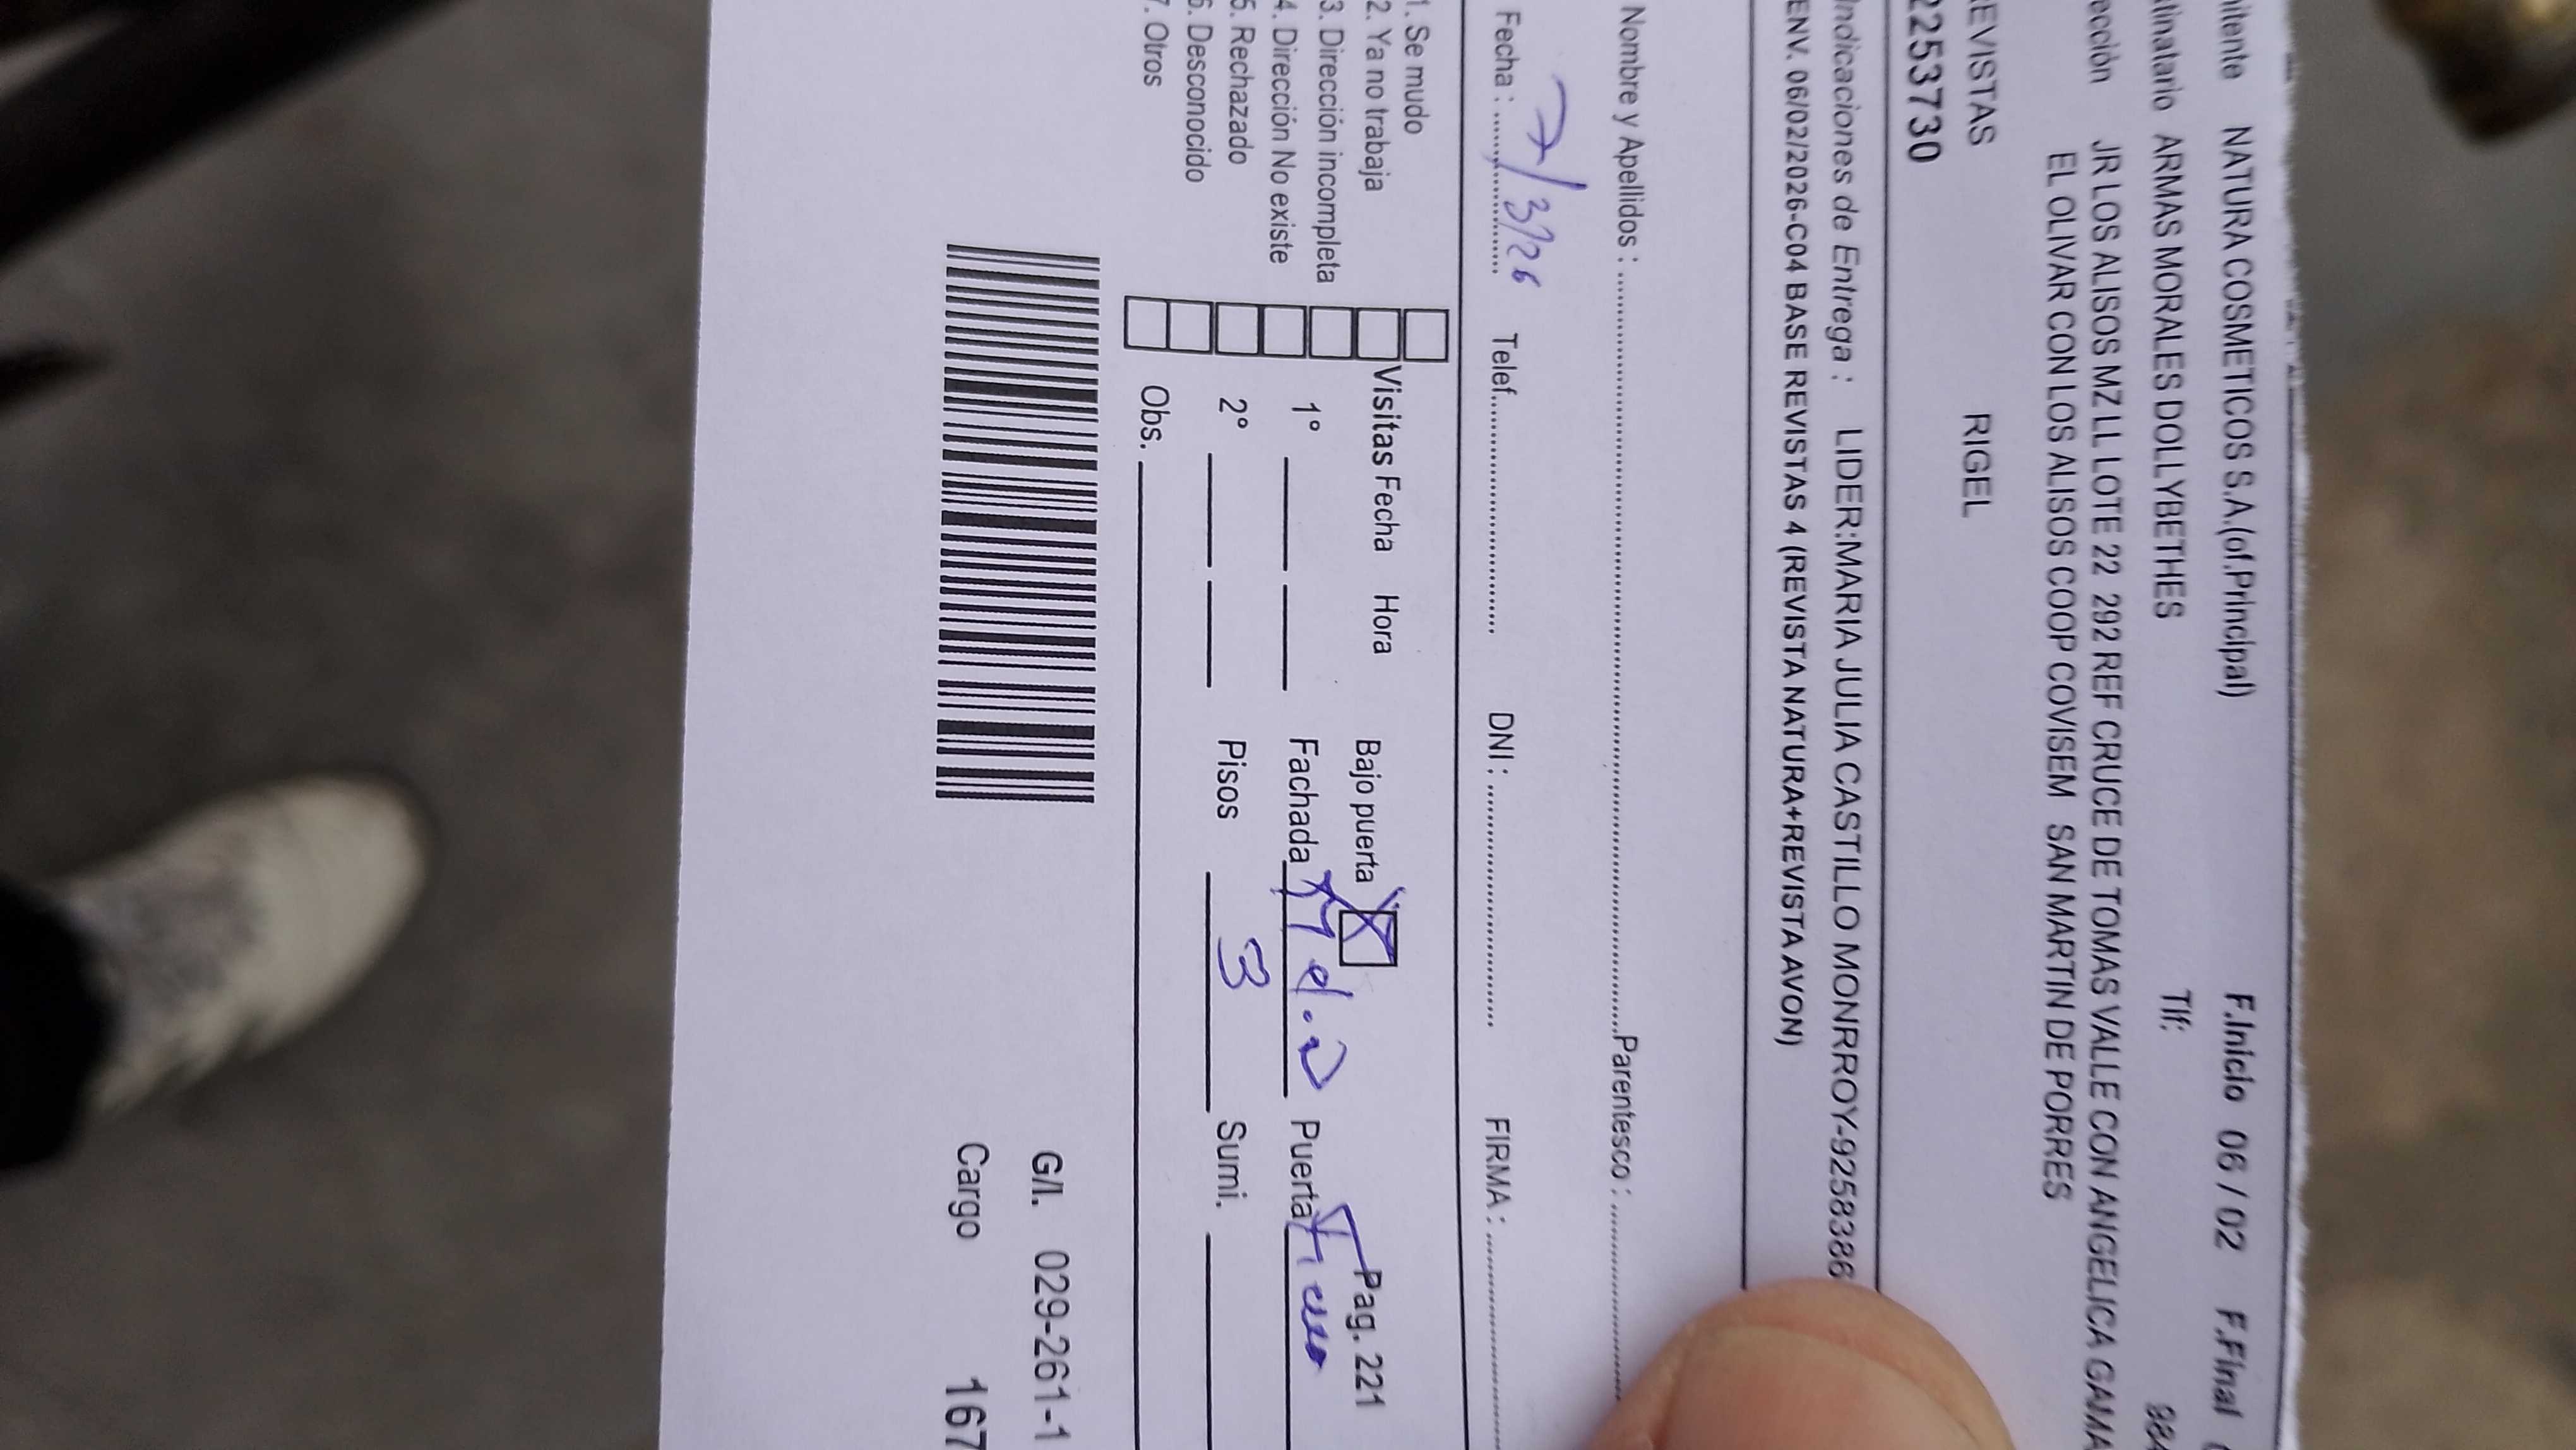 itente NATURA COSMETICOS S.A.(of.Principal) F.Inicio 06 / 02 F.Final
tinatario ARMAS MORALES DOLLYBETHES Tlf: 984
ección JR LOS ALISOS MZ LL LOTE 22 292 REF CRUCE DE TOMAS VALLE CON ANGELICA GAMA
EL OLIVAR CON LOS ALISOS COOP COVISEM SAN MARTIN DE PORRES
EVISTAS RIGEL
2253730
Indicaciones de Entrega : LIDER:MARIA JULIA CASTILLO MONRROY-92583886
ENV. 06/02/2026-C04 BASE REVISTAS 4 (REVISTA NATURA+REVISTA AVON)
Nombre y Apellidos : Parentesco :
Fecha : 7/3/26 Telef. DNI : FIRMA :
1. Se mudo
2. Ya no trabaja Visitas Fecha Hora Bajo puerta Pag. 221
3. Dirección incompleta
4. Dirección No existe 1° Fachada Puerta
5. Rechazado 2° Pisos 3 Sumi.
6. Desconocido
7. Otros Obs.
G/I. 029-261-1
Cargo 167